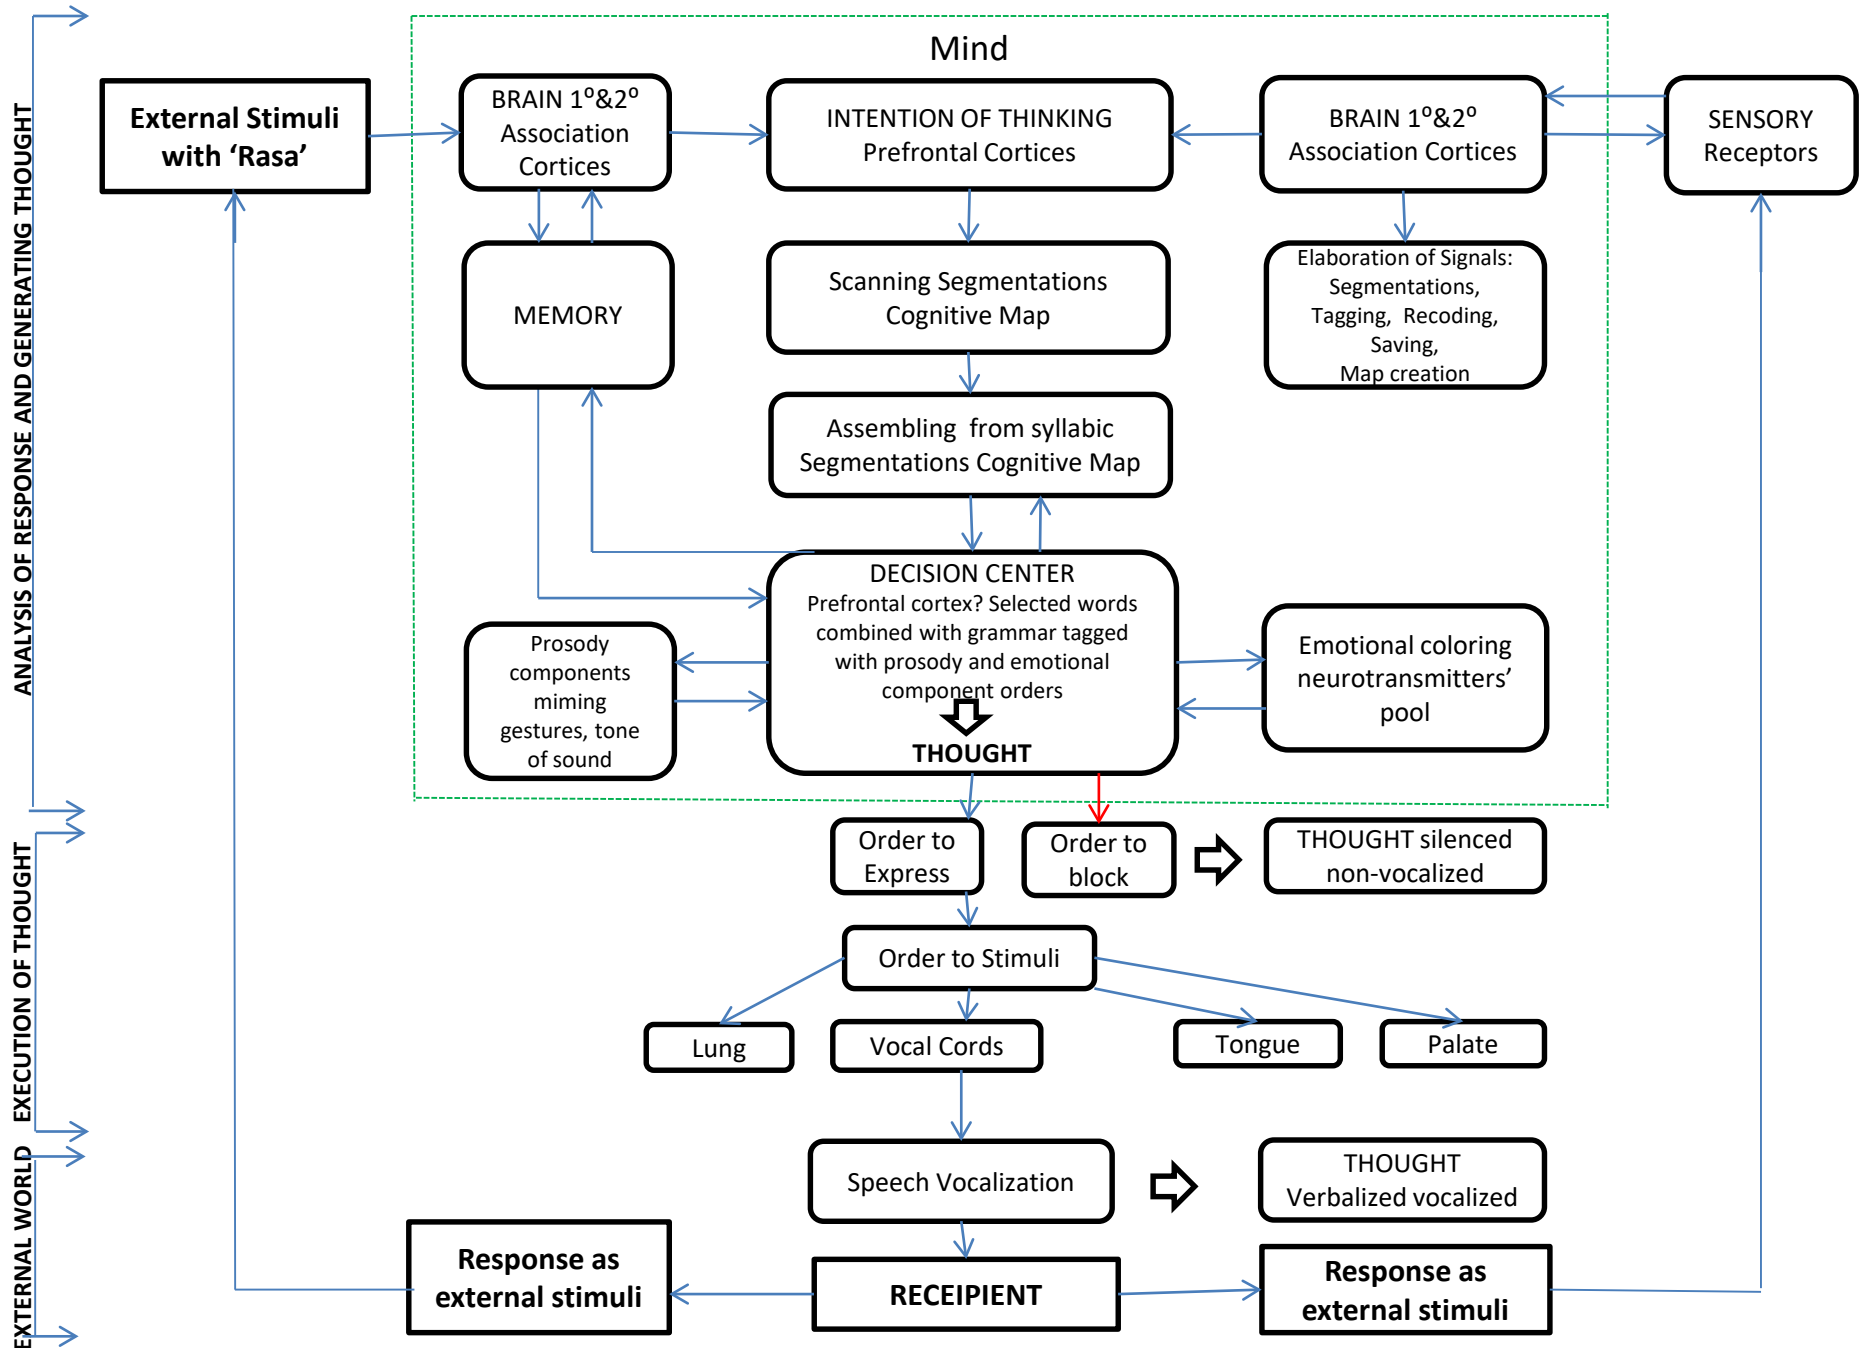 Mind
External Stimuli
with ‘Rasa’
BRAIN 1⁰&2⁰
Association
Cortices
INTENTION OF THINKING
Prefrontal Cortices
BRAIN 1⁰&2⁰
Association Cortices
SENSORY
Receptors
MEMORY
Scanning Segmentations
Cognitive Map
Elaboration of Signals:
Segmentations,
Tagging, Recoding,
Saving,
Map creation
Assembling from syllabic
Segmentations Cognitive Map
DECISION CENTER
Prefrontal cortex? Selected words
combined with grammar tagged
with prosody and emotional
component orders
THOUGHT
Prosody
components
miming
gestures, tone
of sound
Emotional coloring
neurotransmitters’
pool
ANALYSIS OF RESPONSE AND GENERATING THOUGHT
Order to
Express
Order to
block
THOUGHT silenced
non-vocalized
Order to Stimuli
Lung
Vocal Cords
Tongue
Palate
EXECUTION OF THOUGHT
Speech Vocalization
THOUGHT
Verbalized vocalized
Response as
external stimuli
RECEIPIENT
Response as
external stimuli
EXTERNAL WORLD